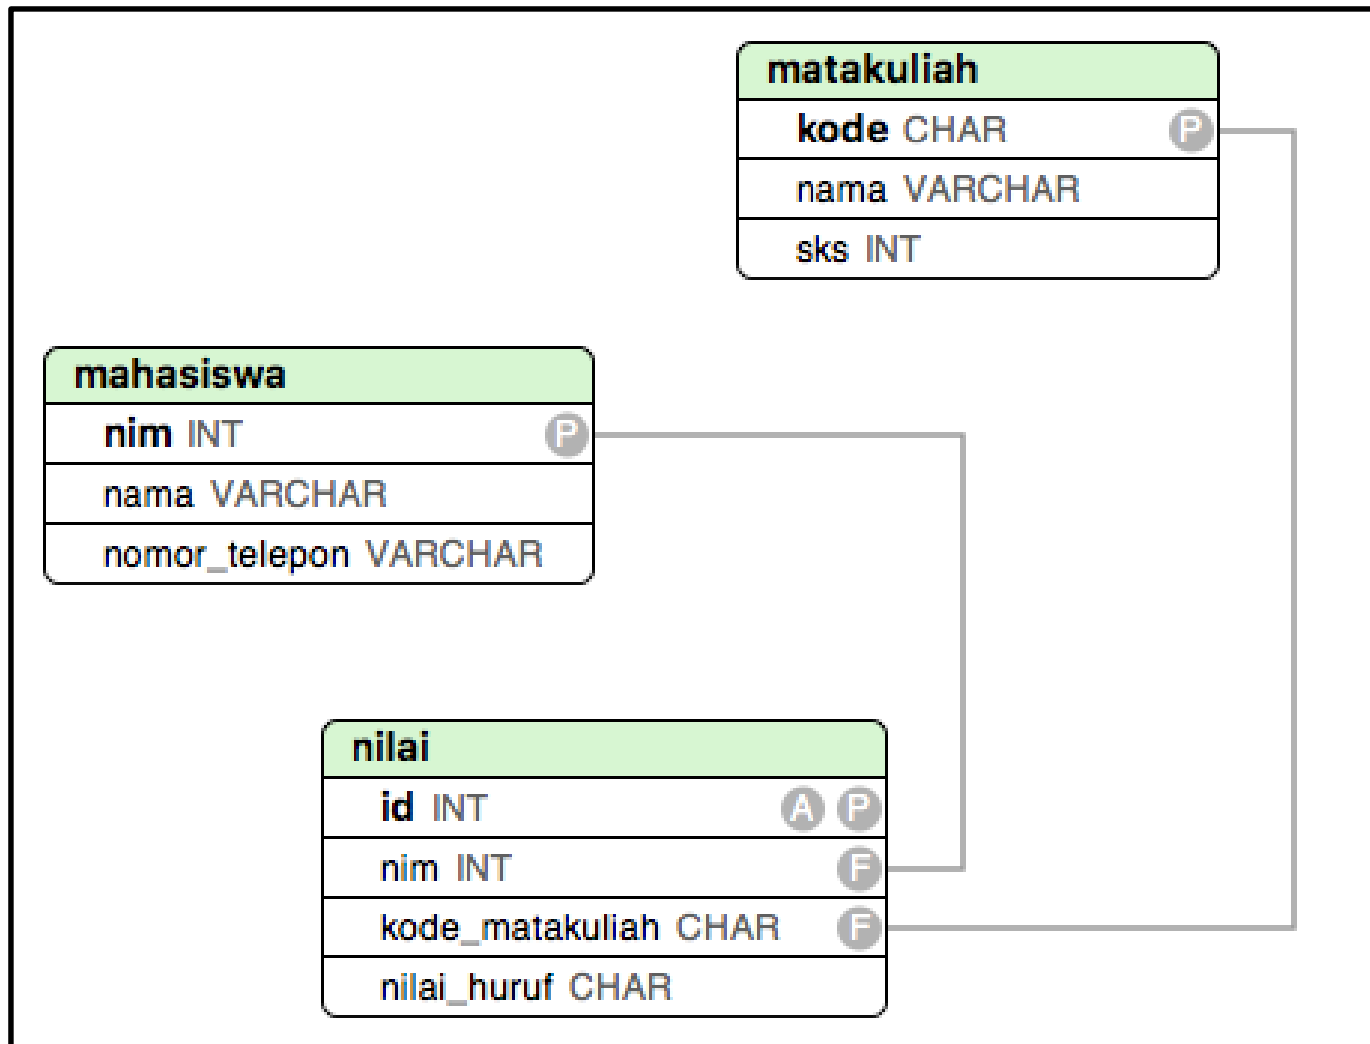 matakuliah
kode CHAR P
nama VARCHAR
sks INT
mahasiswa
nim INT P
nama VARCHAR
nomor_telepon VARCHAR
nilai
id INT A P
nim INT F
kode_matakuliah CHAR F
nilai_huruf CHAR